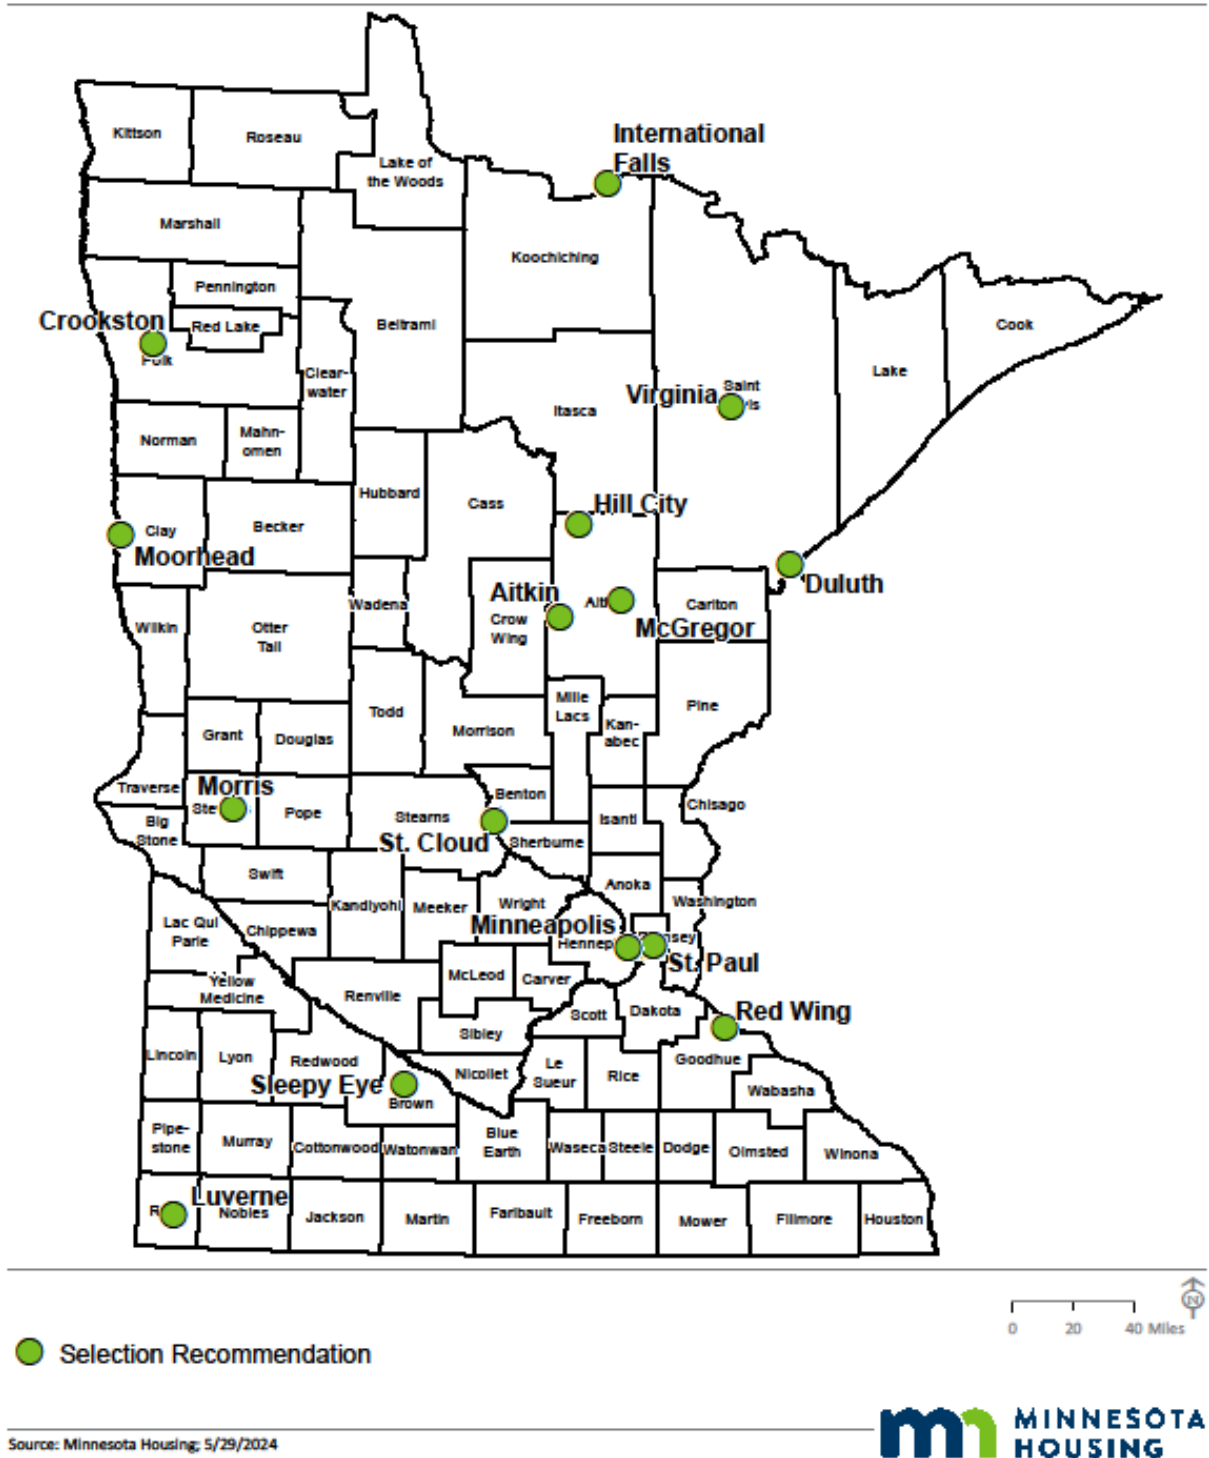 International
Falls
Kittson
Roseau
Lake of
the Woods
Marshall
Koochiching
Pennington
Crookston
Red Lake
Beltrami
Cook
Clear-
water
Lake
Saint
Virginia
Itasca
Norman
Mahn-
omen
Hubbard
Cass
Hill City
Clay
Becker
Moorhead
Duluth
Aitkin
Wadena
Carlton
Crow
Wing
McGregor
Wilkin
Otter
Tail
Mille
Lacs
Pine
Todd
Morrison
Kan-
abec
Grant
Douglas
Traverse
Morris
Benton
Chisago
Big
Stone
Pope
Stearns
Isanti
St. Cloud
Sherburne
Swift
Anoka
Kandiyohi
Meeker
Wright
Washington
Lac Qui
Parle
Chippewa
Minneapolis
St. Paul
McLeod
Carver
Yellow
Medicine
Renville
Scott
Dakota
Red Wing
Sibley
Lincoln
Lyon
Redwood
Goodhue
Le
Sueur
Rice
Nicollet
Sleepy Eye
Brown
Wabasha
Pipe-
stone
Murray
Cottonwood
Watonwan
Blue
Earth
Waseca
Steele
Dodge
Olmsted
Winona
Luverne
Nobles
Jackson
Martin
Faribault
Freeborn
Mower
Fillmore
Houston
N
0 20 40 Miles
Selection Recommendation
MINNESOTA
HOUSING
Source: Minnesota Housing; 5/29/2024